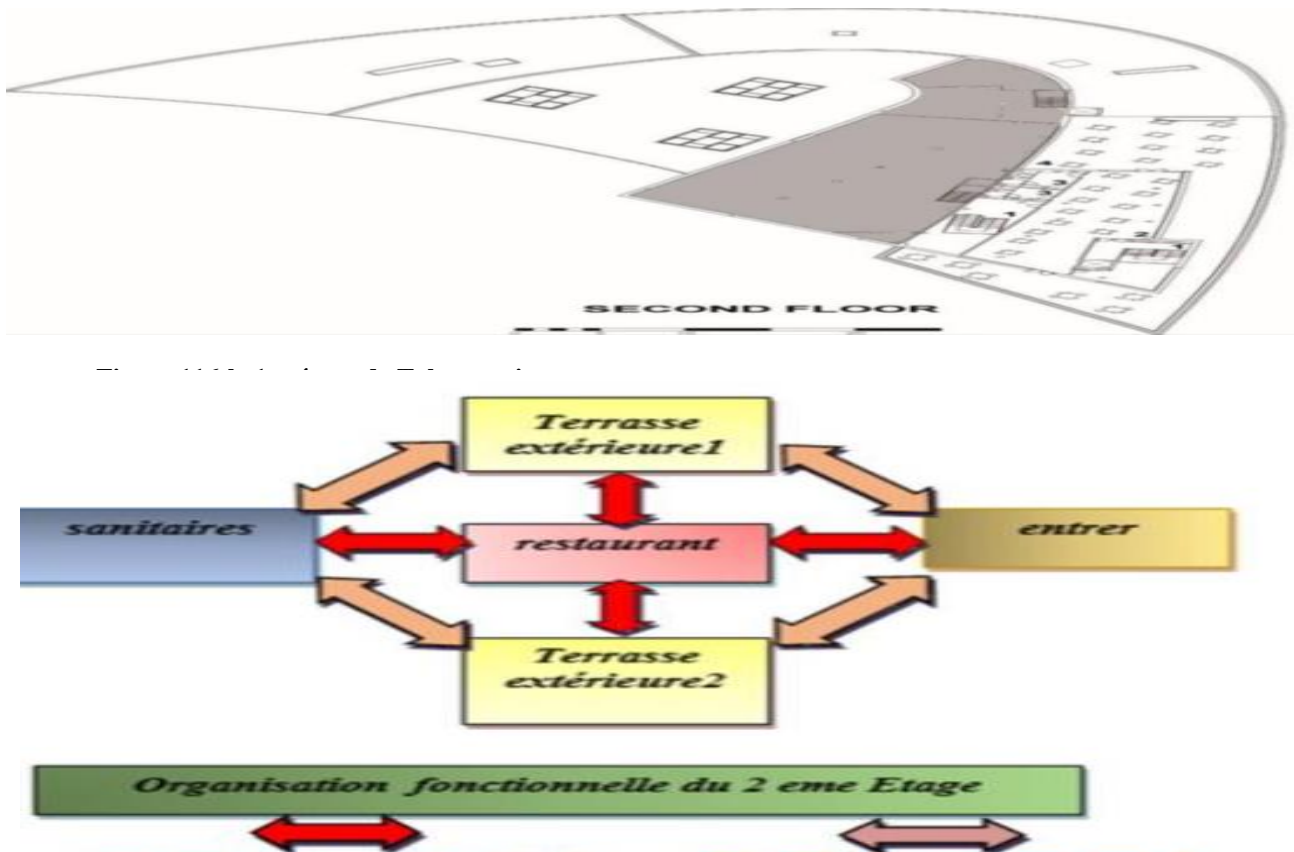 SECOND FLOOR
Terrasse
extérieure1
sanitaires
restaurant
entrer
Terrasse
extérieure2
Organisation fonctionnelle du 2 eme Etage